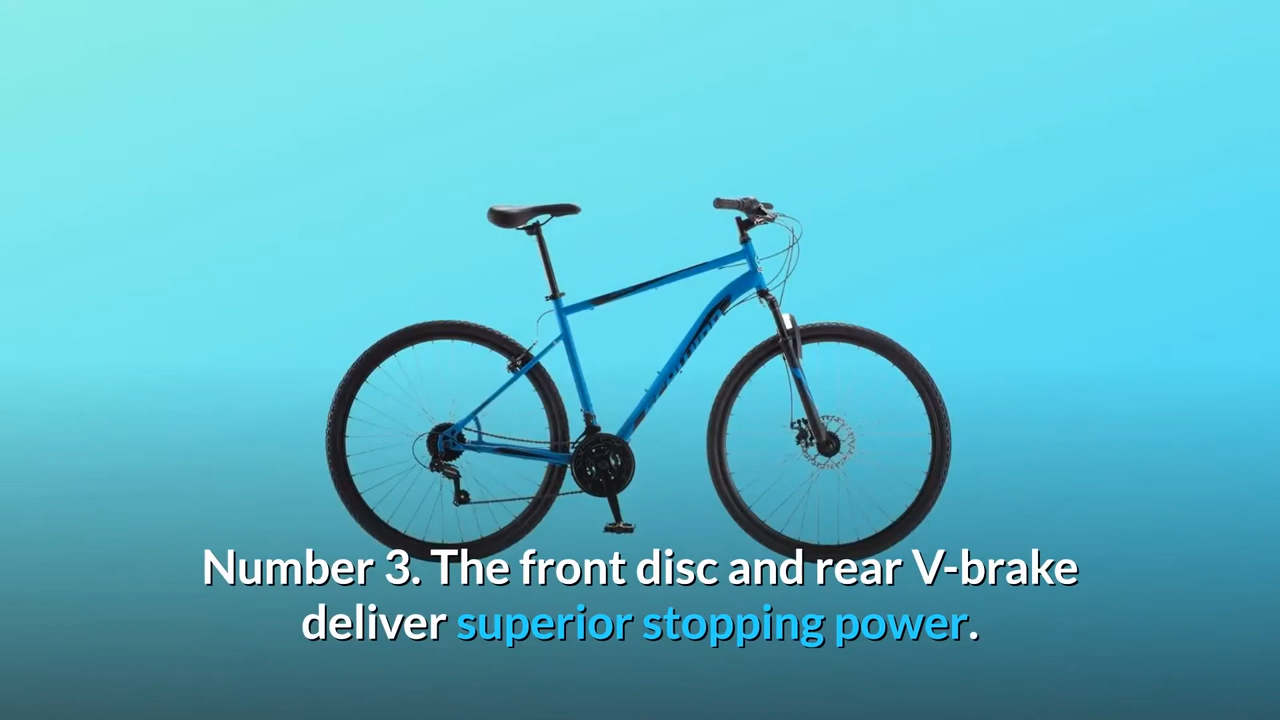 Number 3. The front disc and rear V-brake
deliver superior stopping power.